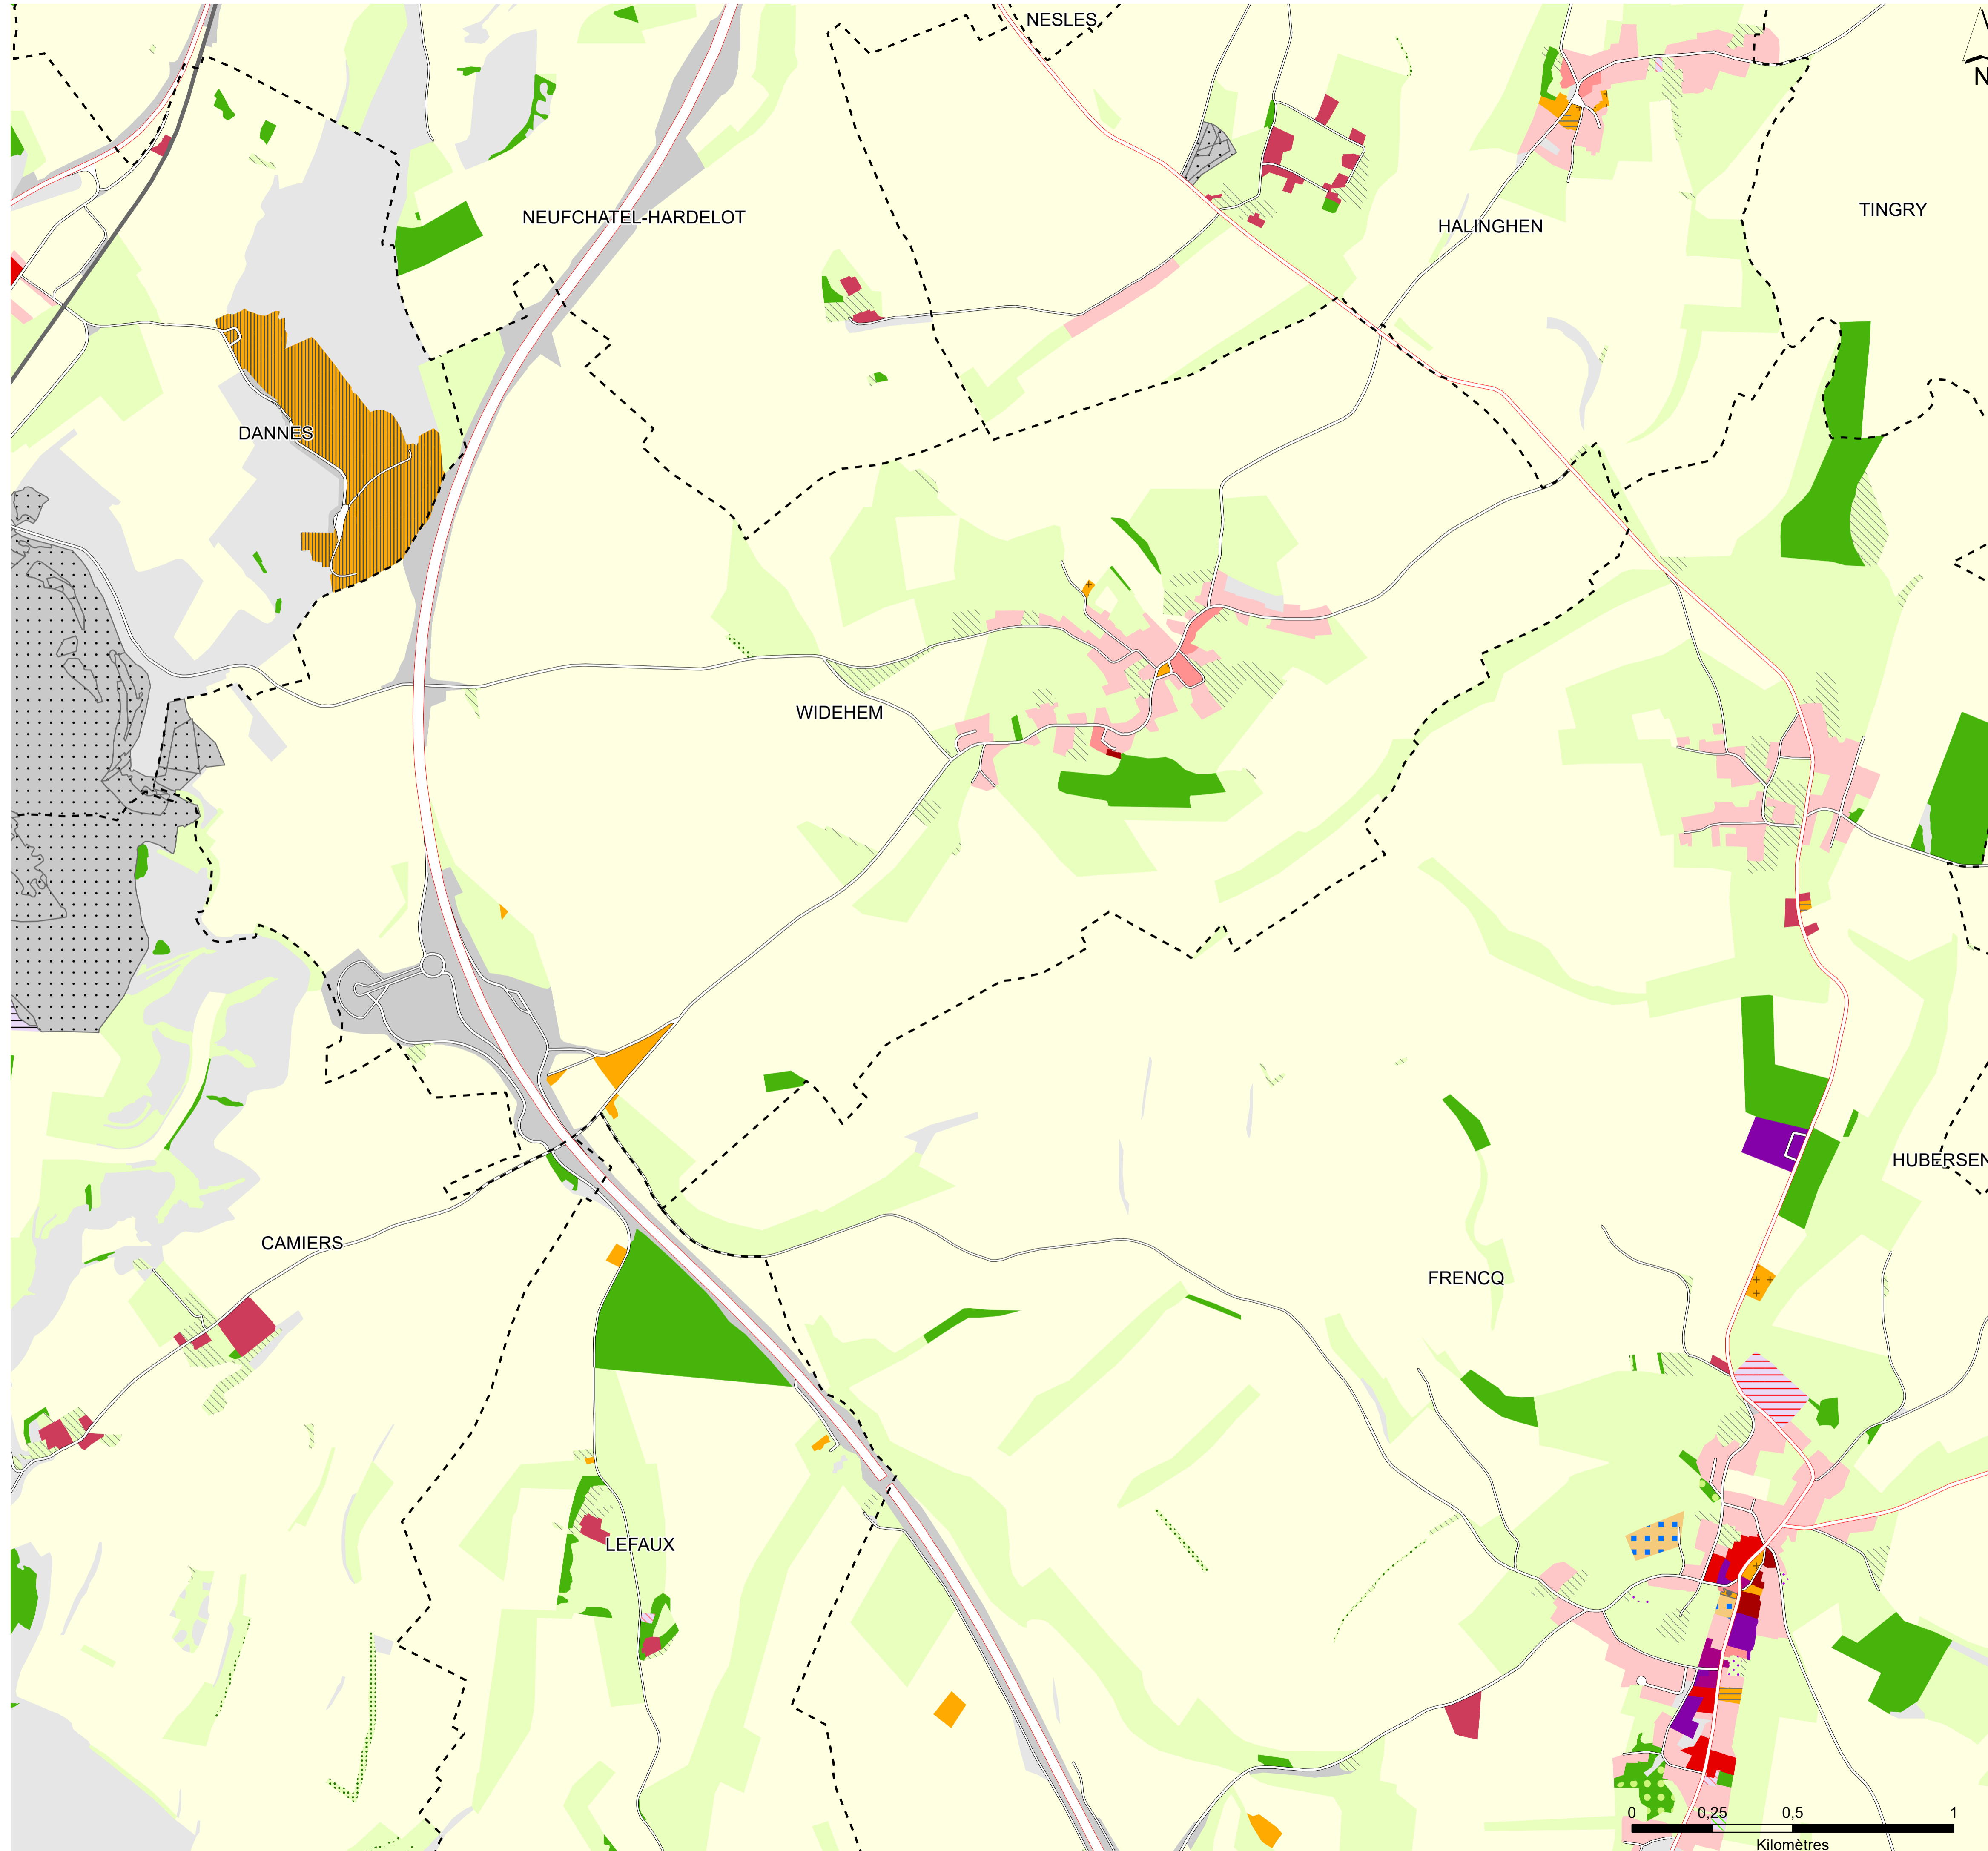 NESLES
N
TINGRY
NEUFCHATEL-HARDELOT
HALINGHEN
DANNES
WIDEHEM
HUBERSEN
CAMIERS
FRENCQ
LEFAUX
0 0,25 0,5 1
Kilomètres